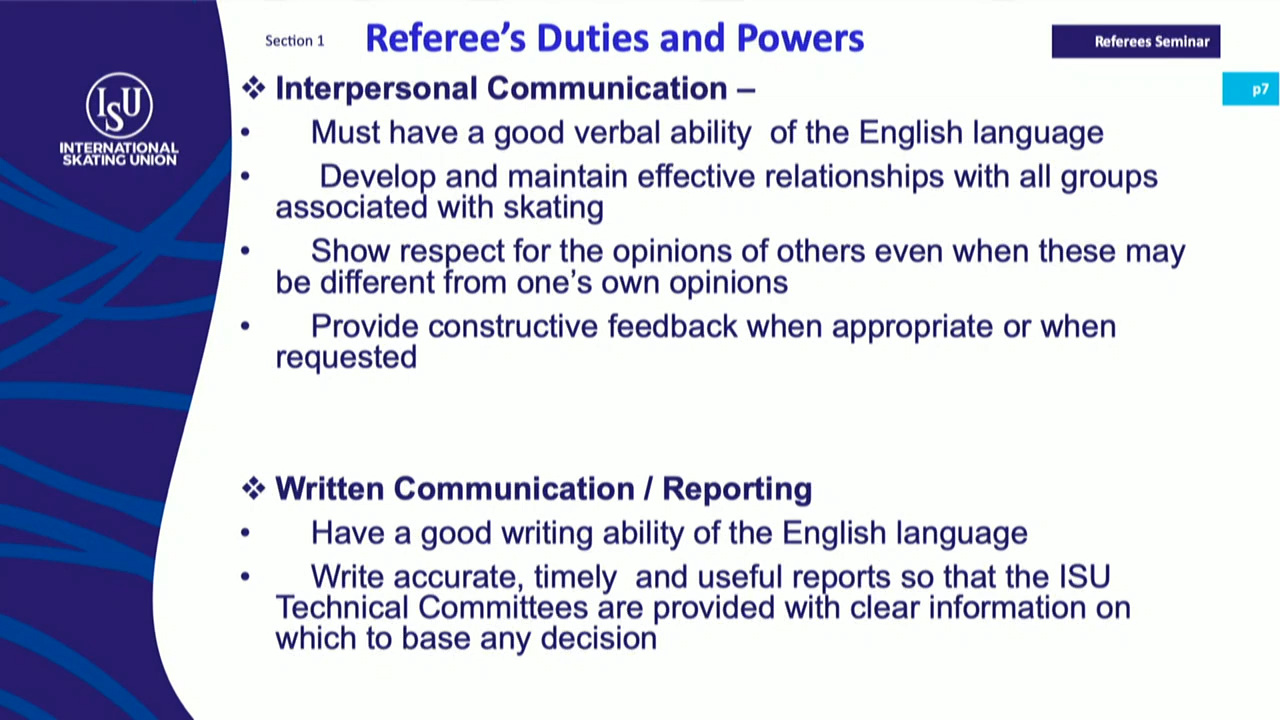 Section 1
Referee’s Duties and Powers
Referees Seminar
p7
ISU
INTERNATIONAL
SKATING UNION
❖ Interpersonal Communication –
• Must have a good verbal ability of the English language
• Develop and maintain effective relationships with all groups
associated with skating
• Show respect for the opinions of others even when these may
be different from one’s own opinions
• Provide constructive feedback when appropriate or when
requested
❖ Written Communication / Reporting
• Have a good writing ability of the English language
• Write accurate, timely and useful reports so that the ISU
Technical Committees are provided with clear information on
which to base any decision